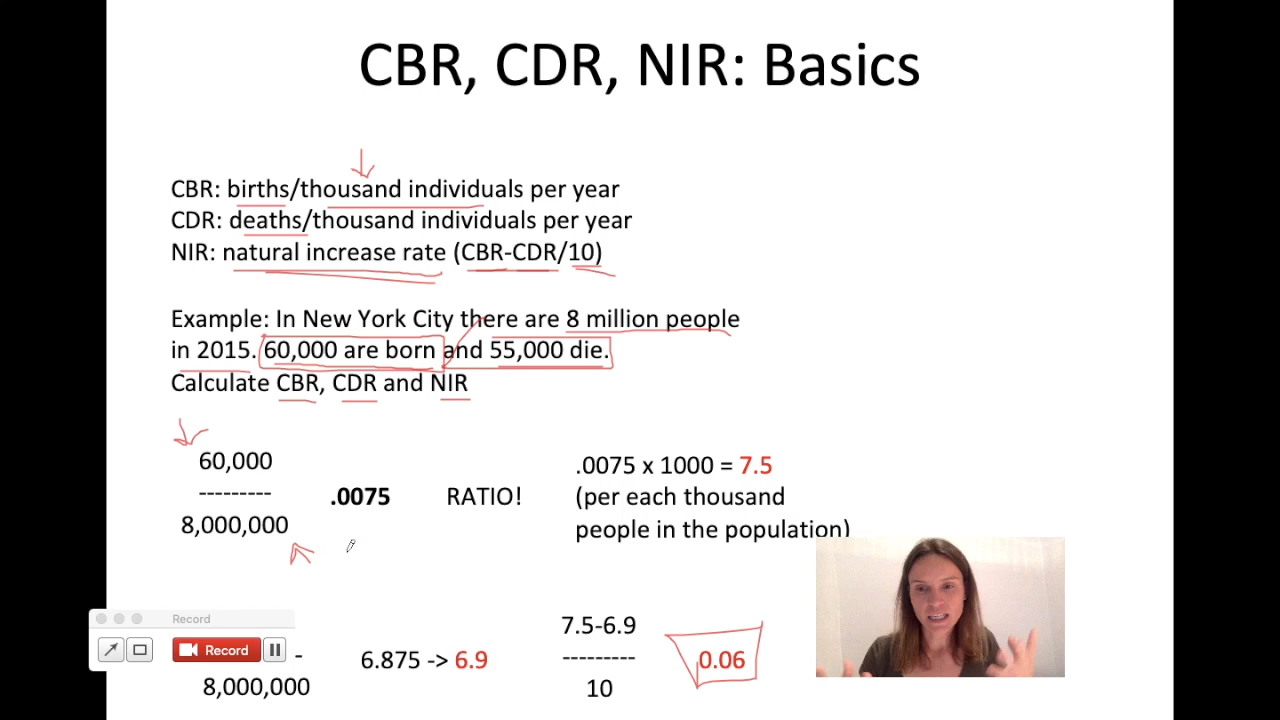 CBR, CDR, NIR: Basics
CBR: births/thousand individuals per year
CDR: deaths/thousand individuals per year
NIR: natural increase rate (CBR-CDR/10)
Example: In New York City there are 8 million people
in 2015. 60,000 are born and 55,000 die.
Calculate CBR, CDR and NIR
60,000
---------
8,000,000
.0075
RATIO!
.0075 x 1000 = 7.5
(per each thousand
people in the population)
Record
Record
-
8,000,000
6.875 -> 6.9
7.5-6.9
---------
10
0.06